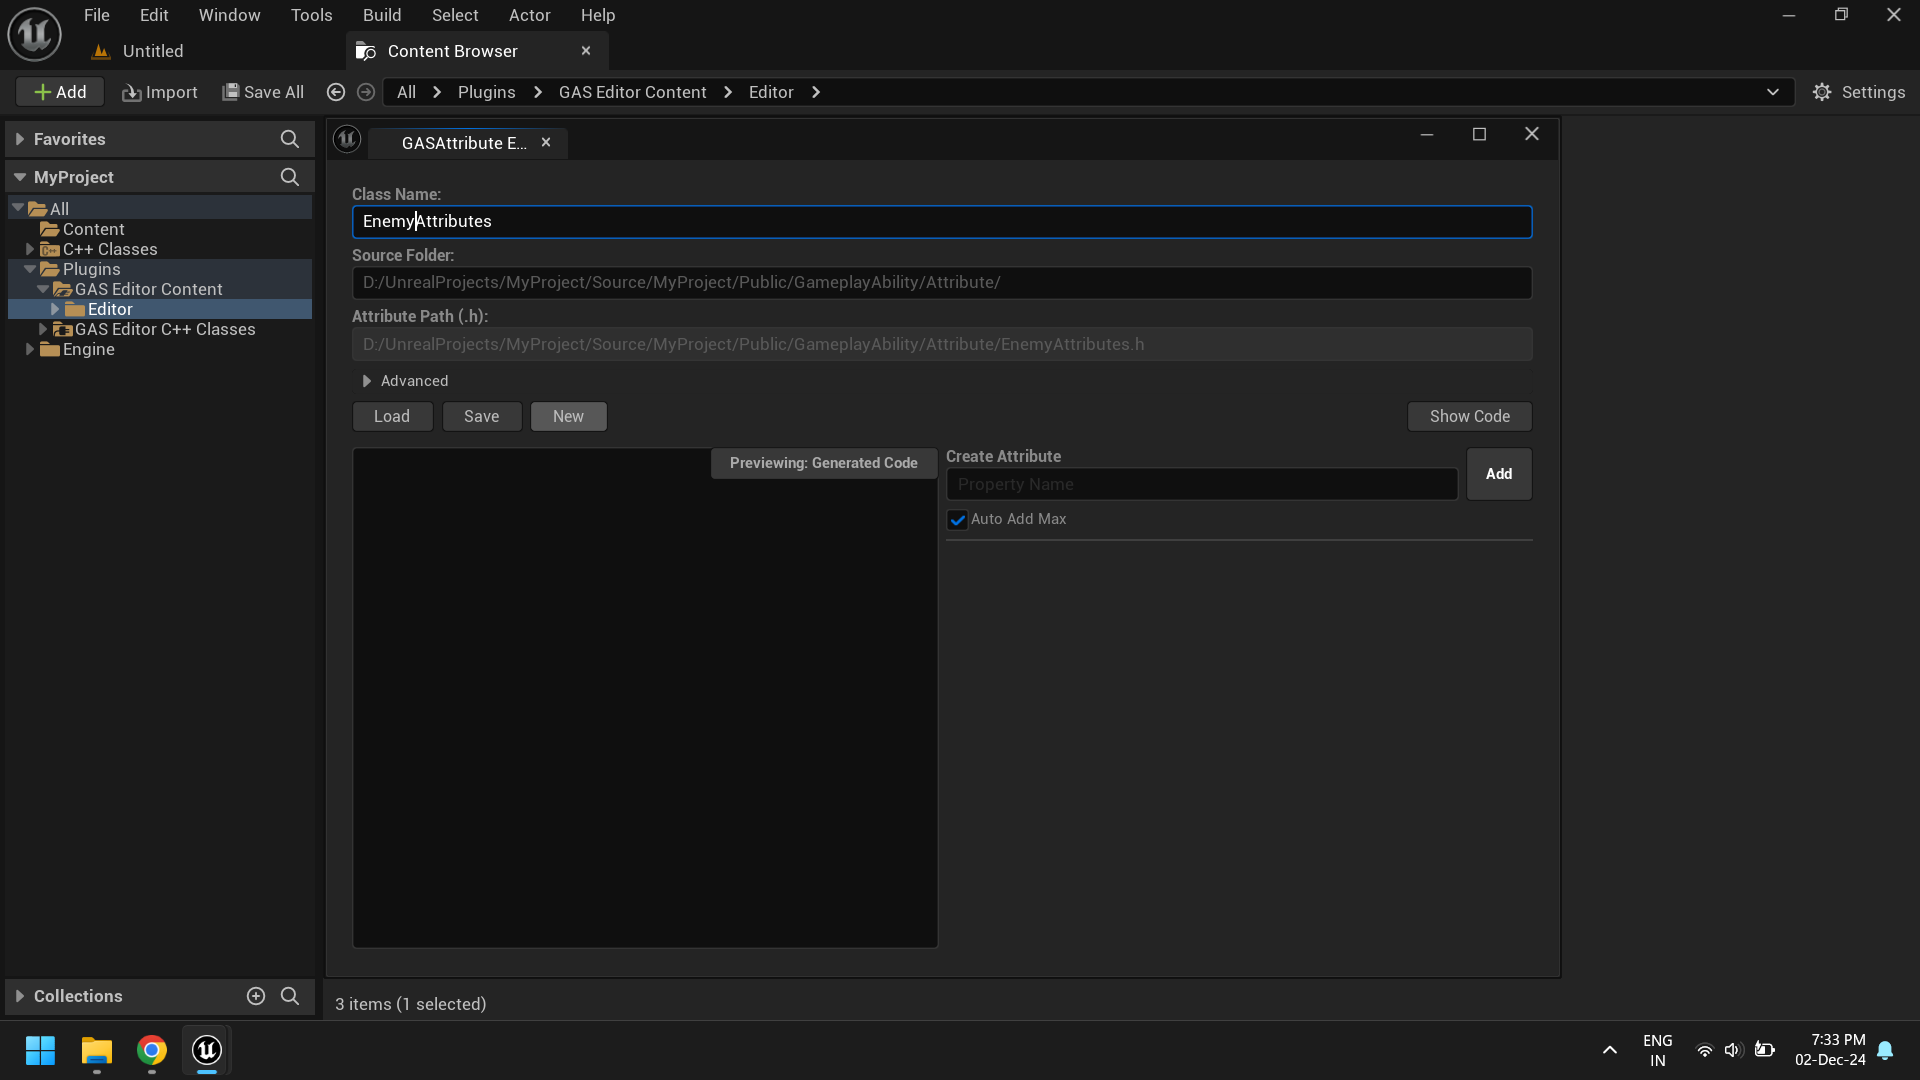 File Edit Window Tools Build Select Actor Help
Untitled
Content Browser
Add Import Save All All Plugins GAS Editor Content Editor Settings
Favorites
MyProject
All
Content
C++ Classes
Plugins
GAS Editor Content
Editor
GAS Editor C++ Classes
Engine
GASAttribute E...
Class Name:
EnemyAttributes
Source Folder:
D:/UnrealProjects/MyProject/Source/MyProject/Public/GameplayAbility/Attribute/
Attribute Path (.h):
D:/UnrealProjects/MyProject/Source/MyProject/Public/GameplayAbility/Attribute/EnemyAttributes.h
Advanced
Load Save New Show Code
Previewing: Generated Code
Create Attribute
Property Name
Add
Auto Add Max
Collections
3 items (1 selected)
ENG
IN
7:33 PM
02-Dec-24